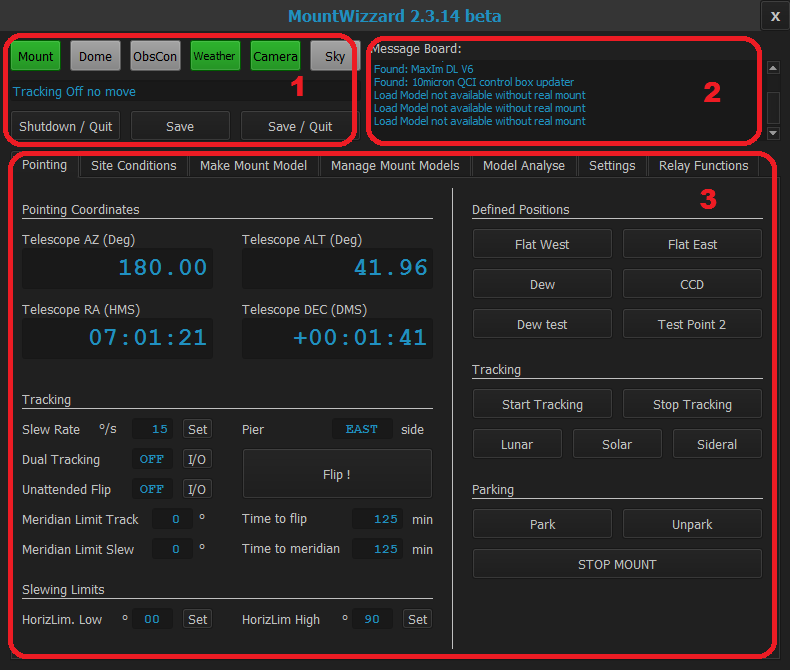 MountWizzard 2.3.14 beta
X
Mount Dome ObsCon Weather Camera Sky
1
Tracking Off no move
Shutdown / Quit Save Save / Quit
Message Board:
Found: MaxIm DL V6
Found: 10micron QCI control box updater
Load Model not available without real mount
Load Model not available without real mount
Load Model not available without real mount
2
Pointing Site Conditions Make Mount Model Manage Mount Models Model Analyse Settings Relay Functions
3
Pointing Coordinates
Telescope AZ (Deg) Telescope ALT (Deg)
180.00 41.96
Telescope RA (HMS) Telescope DEC (DMS)
07:01:21 +00:01:41
Tracking
Slew Rate º/s 15 Set Pier EAST side
Dual Tracking OFF I/O
Flip !
Unattended Flip OFF I/O
Meridian Limit Track 0 º Time to flip 125 min
Meridian Limit Slew 0 º Time to meridian 125 min
Slewing Limits
HorizLim. Low º 00 Set HorizLim High º 90 Set
Defined Positions
Flat West Flat East
Dew CCD
Dew test Test Point 2
Tracking
Start Tracking Stop Tracking
Lunar Solar Sideral
Parking
Park Unpark
STOP MOUNT